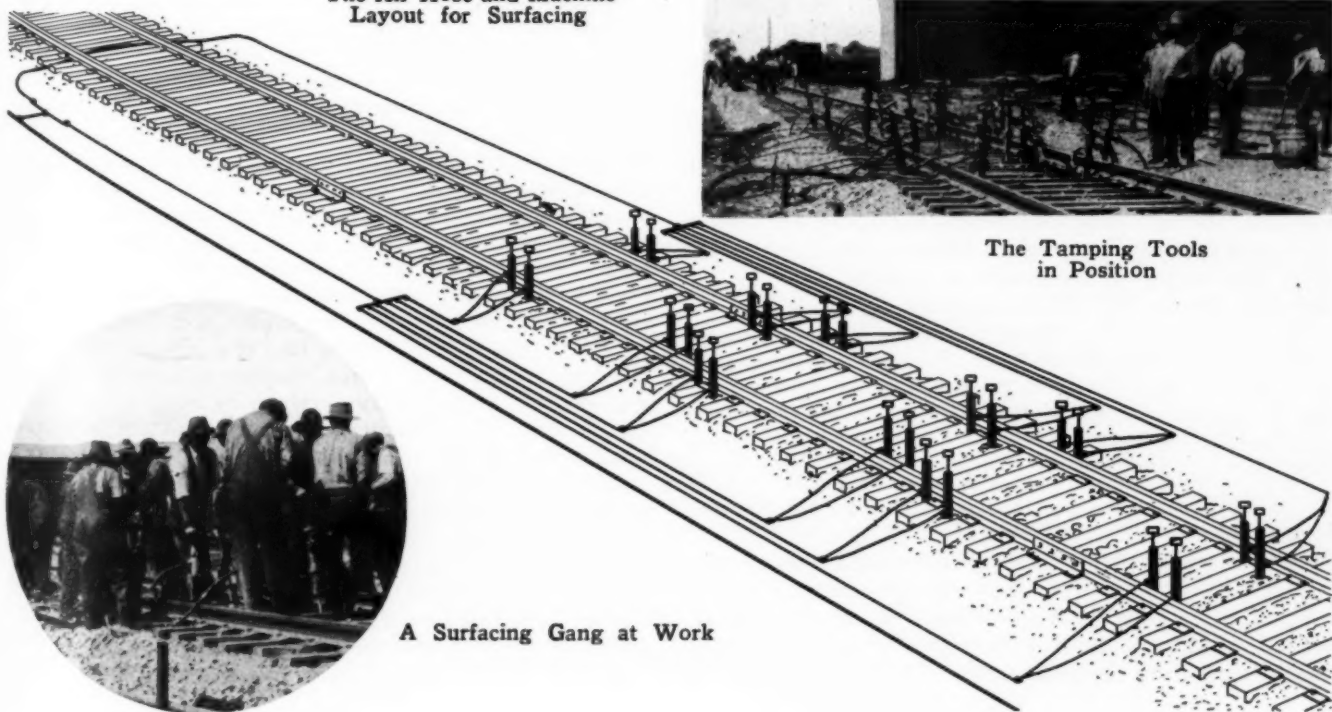 Layout for Surfacing
The Tamping Tools
in Position
A Surfacing Gang at Work